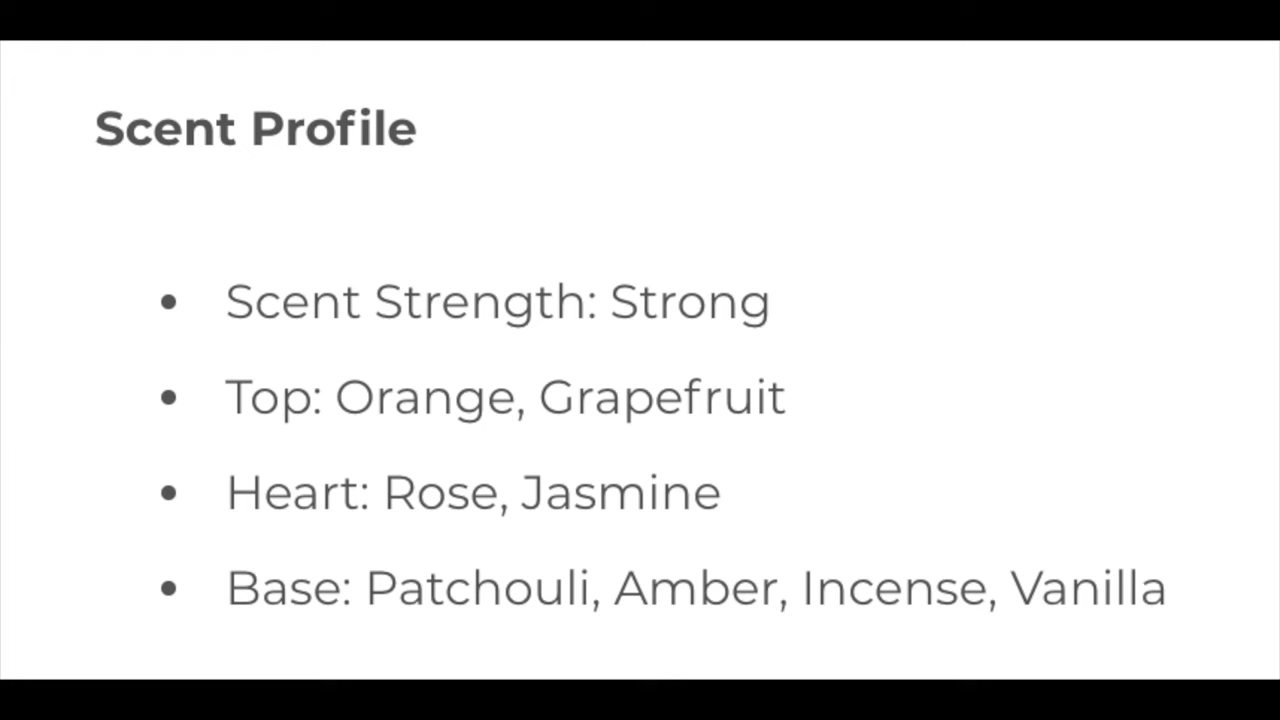 Scent Profile
• Scent Strength: Strong
• Top: Orange, Grapefruit
• Heart: Rose, Jasmine
• Base: Patchouli, Amber, Incense, Vanilla